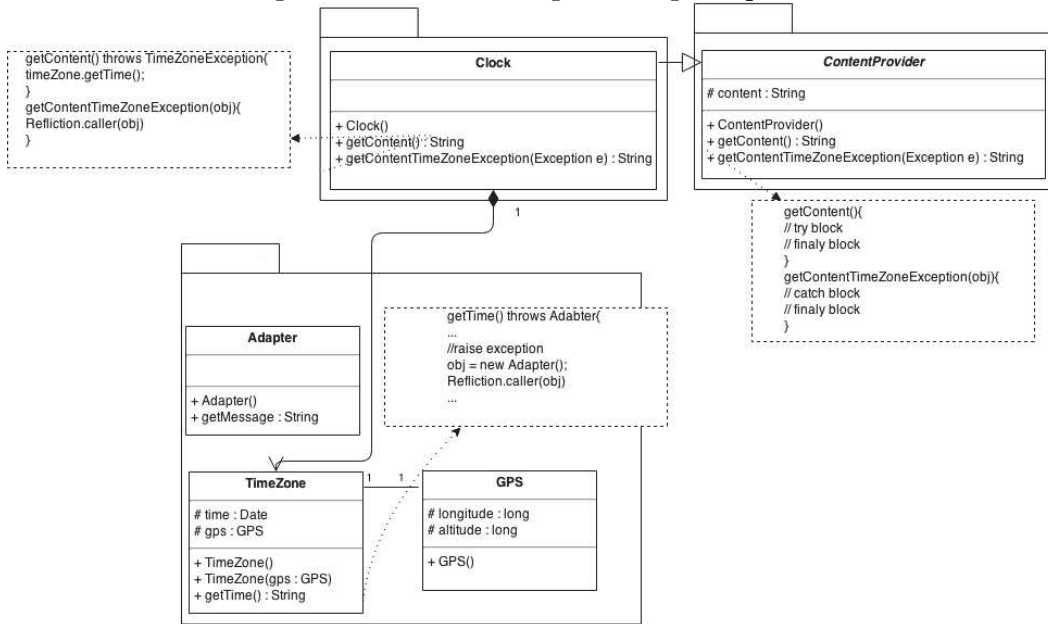 getContent() throws TimeZoneException{
timeZone.getTime();
}
getContentTimeZoneException(obj){
Refliction.caller(obj)
}
Clock
+ Clock()
+ getContent() : String
+ getContentTimeZoneException(Exception e) : String
1
ContentProvider
# content : String
+ ContentProvider()
+ getContent() : String
+ getContentTimeZoneException(Exception e) : String
getContent(){
// try block
// finaly block
}
getContentTimeZoneException(obj){
// catch block
// finaly block
}
Adapter
+ Adapter()
+ getMessage : String
getTime() throws Adabter{
...
//raise exception
obj = new Adapter();
Refliction.caller(obj)
...
TimeZone
# time : Date
# gps : GPS
+ TimeZone()
+ TimeZone(gps : GPS)
+ getTime() : String
1 1
GPS
# longitude : long
# altitude : long
+ GPS()